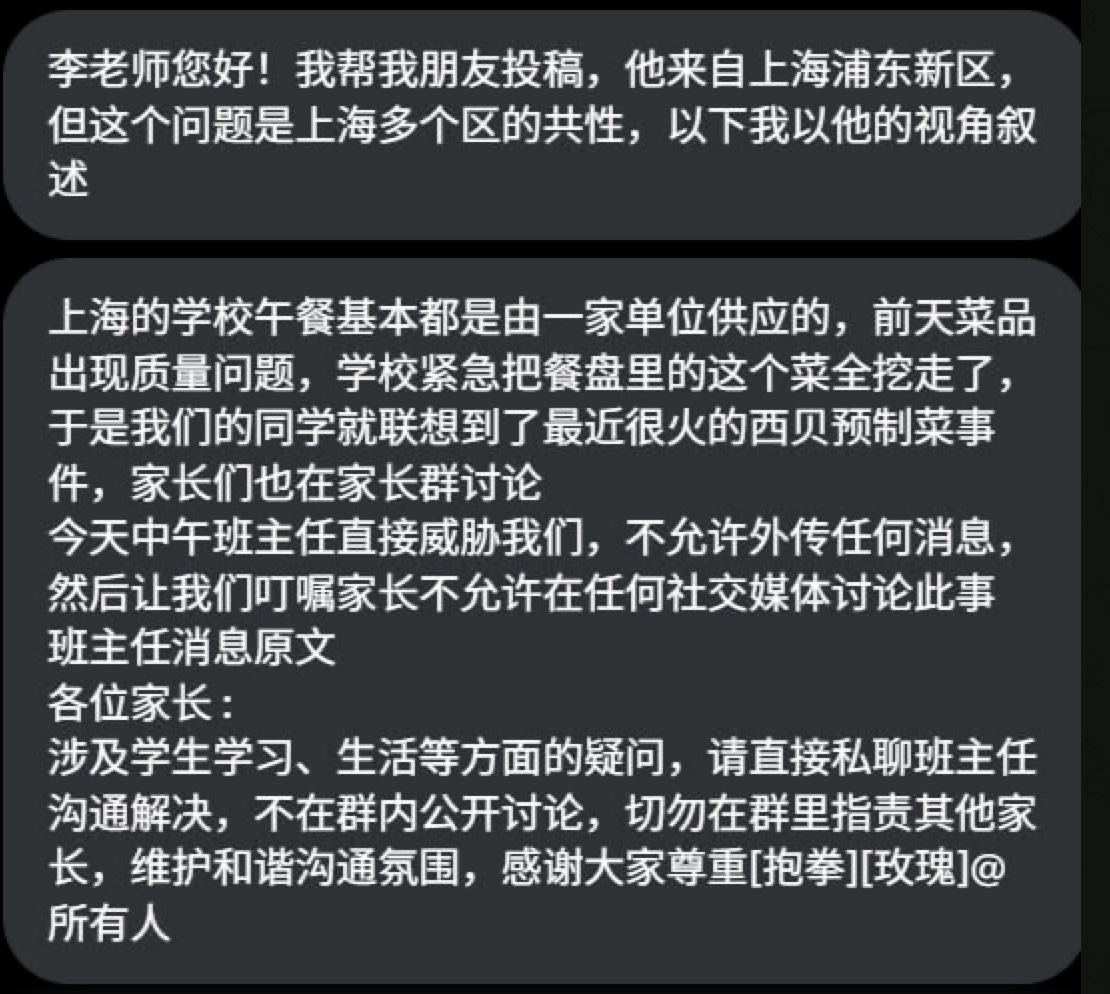 李老师您好！我帮我朋友投稿，他来自上海浦东新区，
但这个问题是上海多个区的共性，以下我以他的视角叙
述
上海的学校午餐基本都是由一家单位供应的，前天菜品
出现质量问题，学校紧急把餐盘里的这个菜全挖走了，
于是我们的同学就联想到了最近很火的西贝预制菜事
件，家长们也在家长群讨论
今天中午班主任直接威胁我们，不允许外传任何消息，
然后让我们叮嘱家长不允许在任何社交媒体讨论此事
班主任消息原文
各位家长：
涉及学生学习、生活等方面的疑问，请直接私聊班主任
沟通解决，不在群内公开讨论，切勿在群里指责其他家
长，维护和谐沟通氛围，感谢大家尊重[抱拳][玫瑰]@
所有人